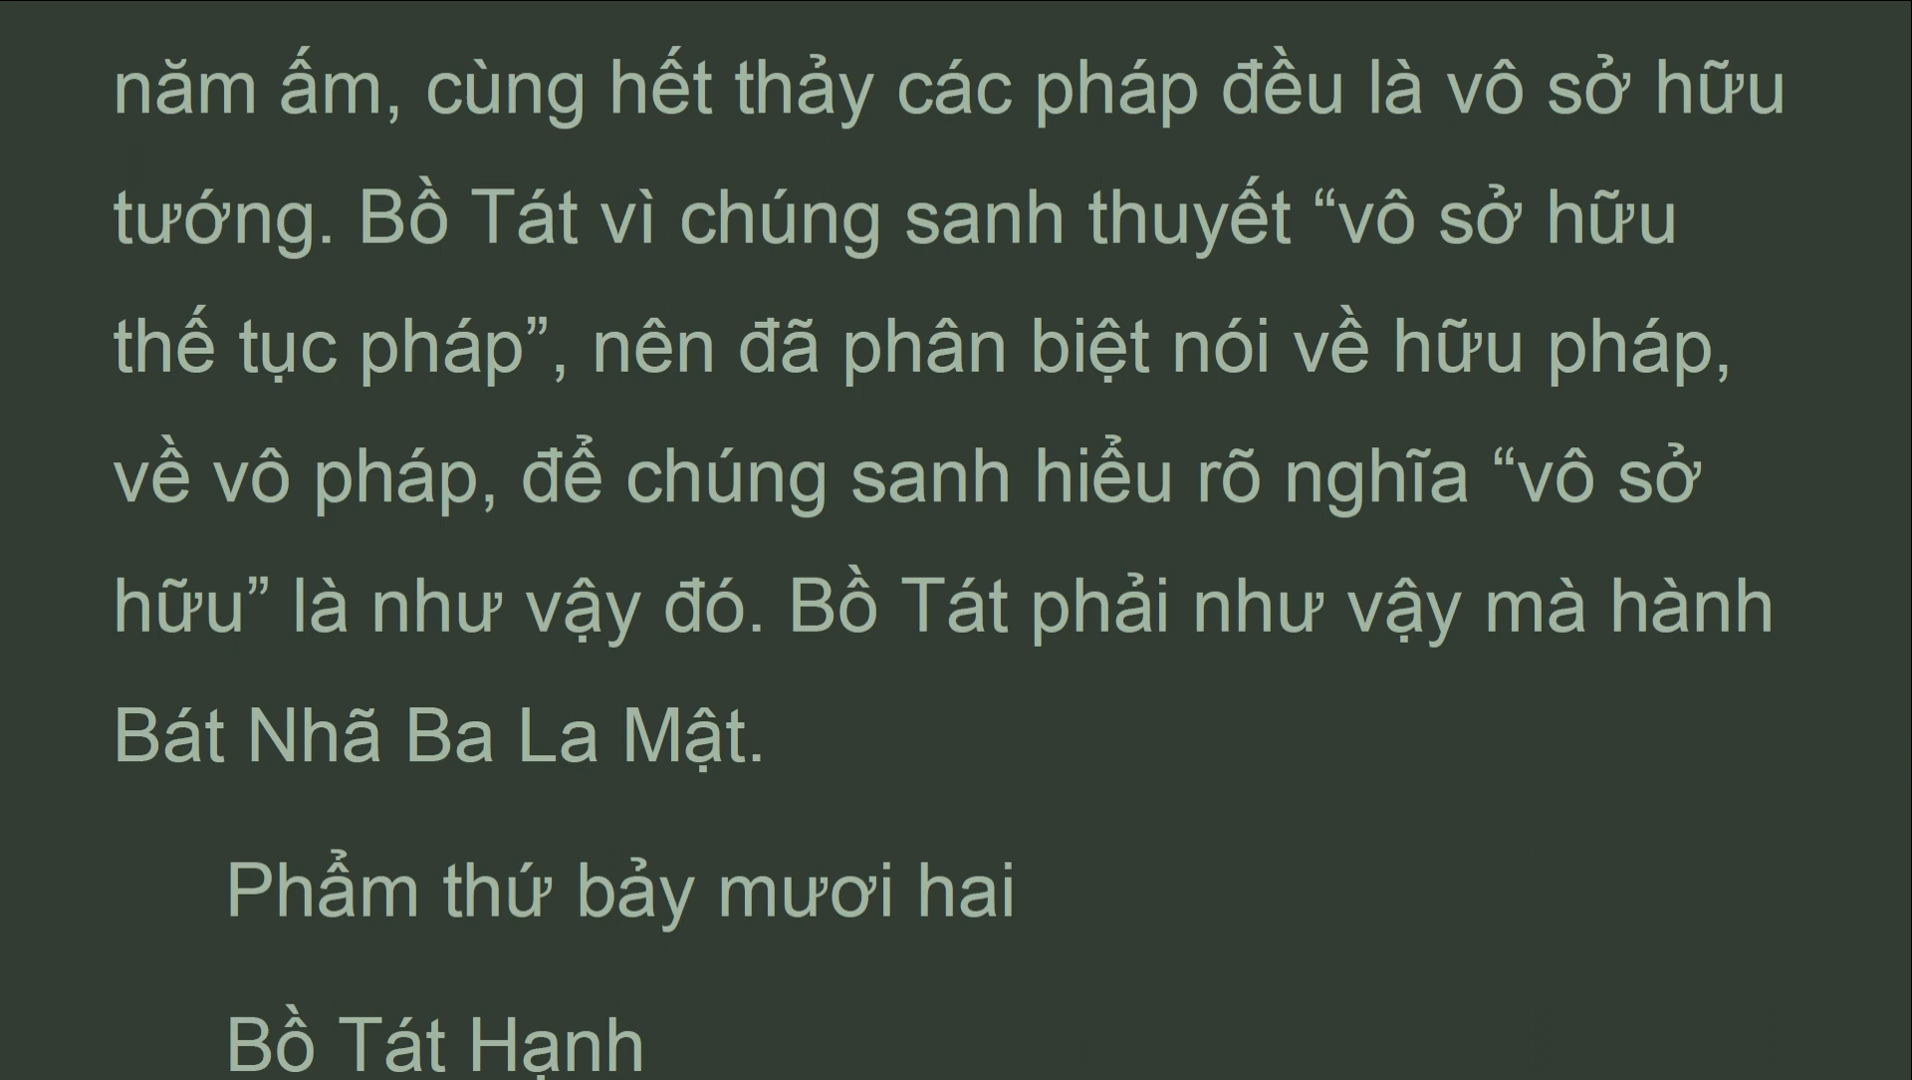 năm ấm, cùng hết thảy các pháp đều là vô sở hữu
tướng. Bồ Tát vì chúng sanh thuyết “vô sở hữu
thế tục pháp”, nên đã phân biệt nói về hữu pháp,
về vô pháp, để chúng sanh hiểu rõ nghĩa “vô sở
hữu” là như vậy đó. Bồ Tát phải như vậy mà hành
Bát Nhã Ba La Mật.
Phẩm thứ bảy mươi hai
Bồ Tát Hạnh